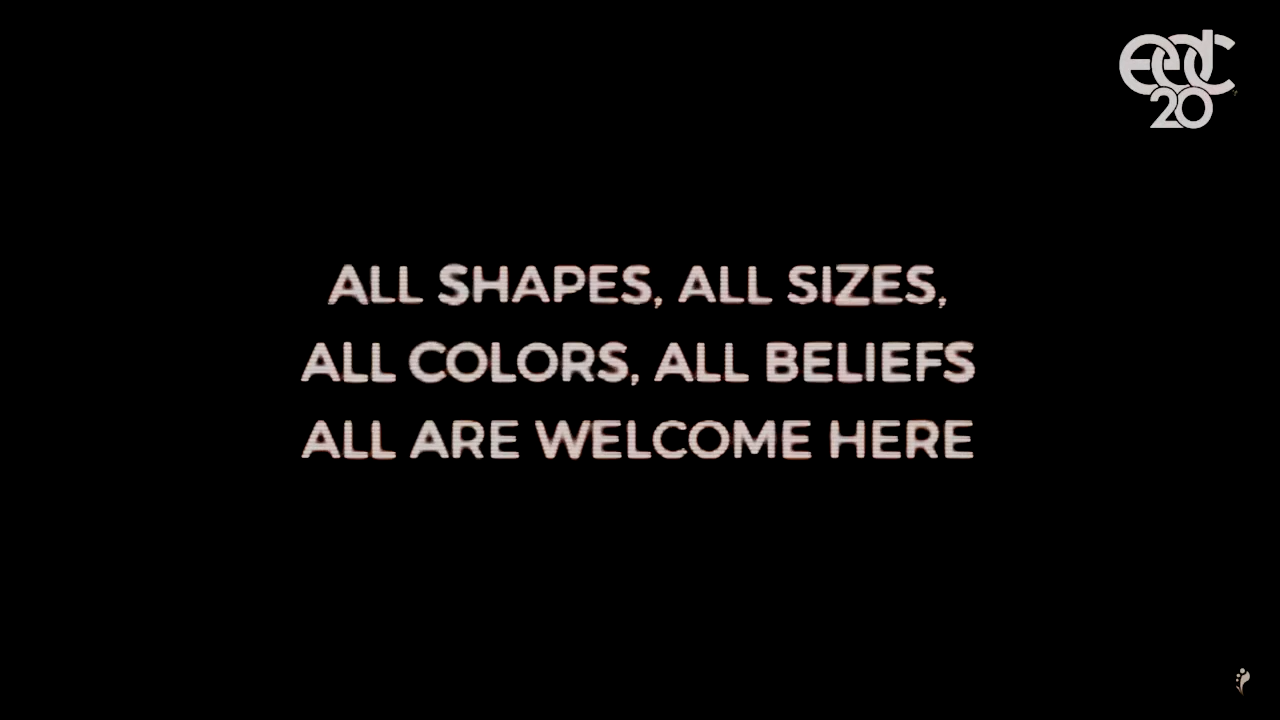 edc
20
ALL SHAPES, ALL SIZES,
ALL COLORS, ALL BELIEFS
ALL ARE WELCOME HERE